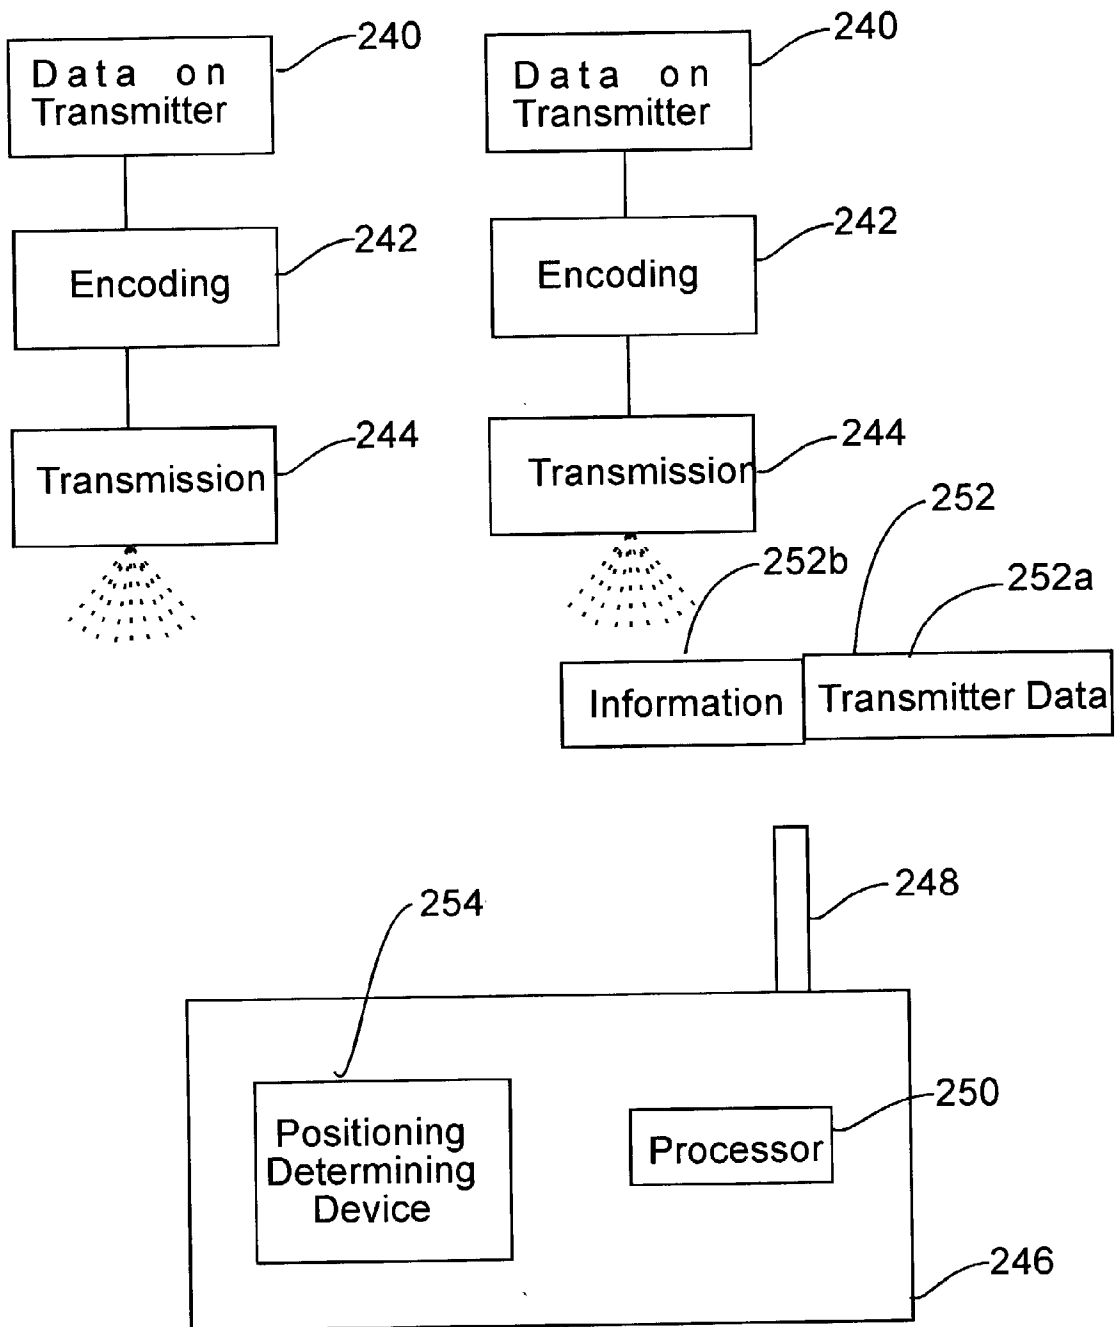 240
240
Data on
Transmitter
Data on
Transmitter
242
242
Encoding
Encoding
244
244
Transmission
Transmission
252
252b
252a
Information
Transmitter Data
248
254
250
Positioning
Determining
Device
Processor
246